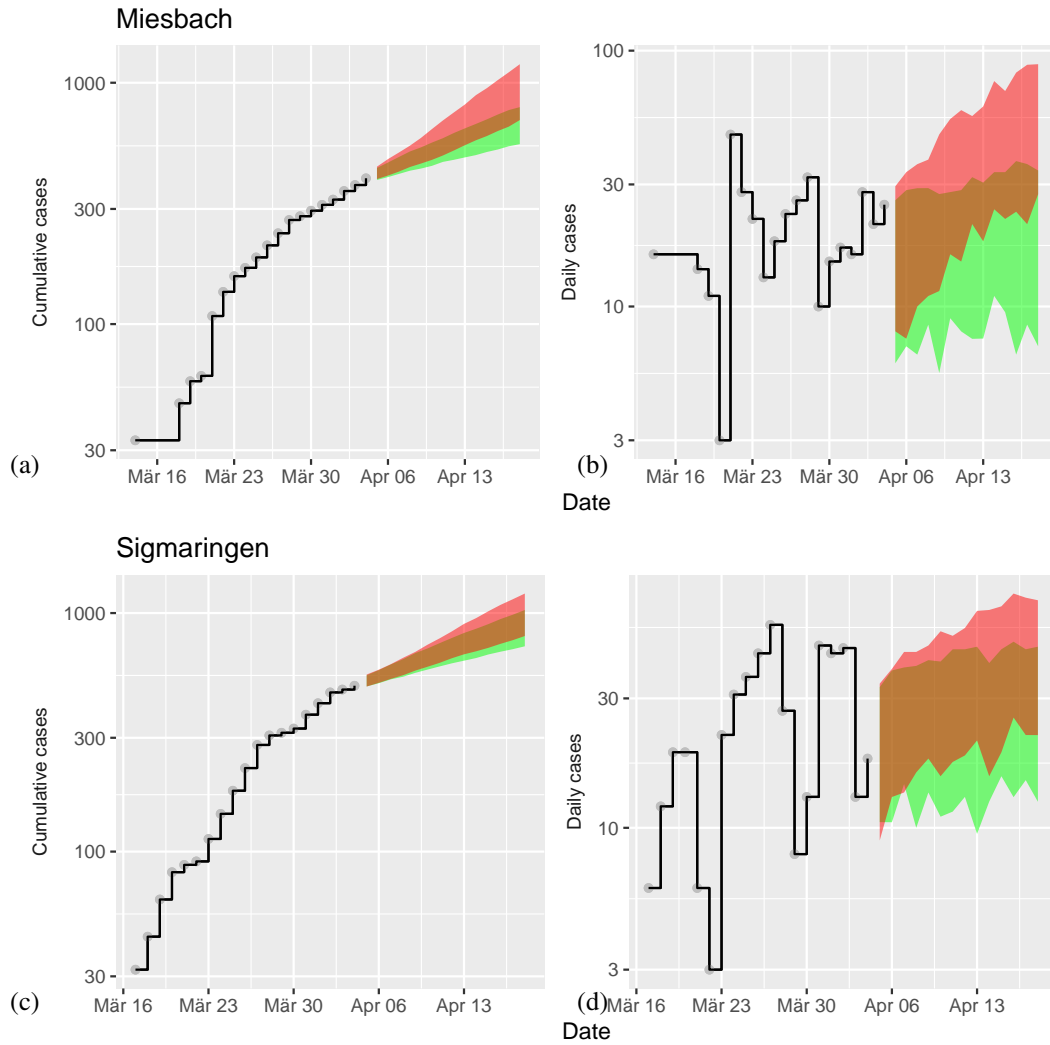 Miesbach
1000
300
100
30
Cumulative cases
Mär 16 Mär 23 Mär 30 Apr 06 Apr 13
(a)
100
30
10
3
Daily cases
Mär 16 Mär 23 Mär 30 Apr 06 Apr 13
(b)
Date
Sigmaringen
1000
300
100
30
Cumulative cases
Mär 16 Mär 23 Mär 30 Apr 06 Apr 13
(c)
30
10
3
Daily cases
Mär 16 Mär 23 Mär 30 Apr 06 Apr 13
(d)
Date